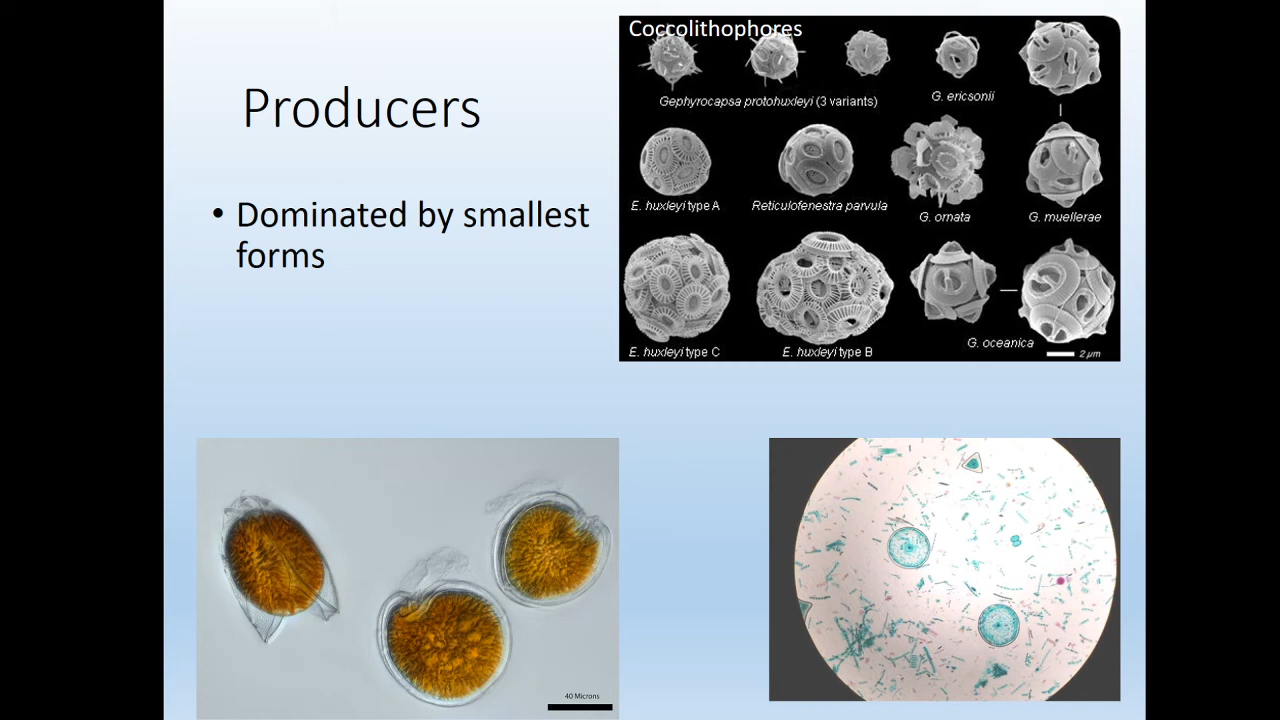 Producers
• Dominated by smallest
forms
Coccolithophores
Gephyrocapsa protohuxleyi (3 variants)
G. ericsonii
E. huxleyi type A
Reticulofenestra parvula
G. ornata
G. muellerae
E. huxleyi type C
E. huxleyi type B
G. oceanica
2 µm
40 Microns